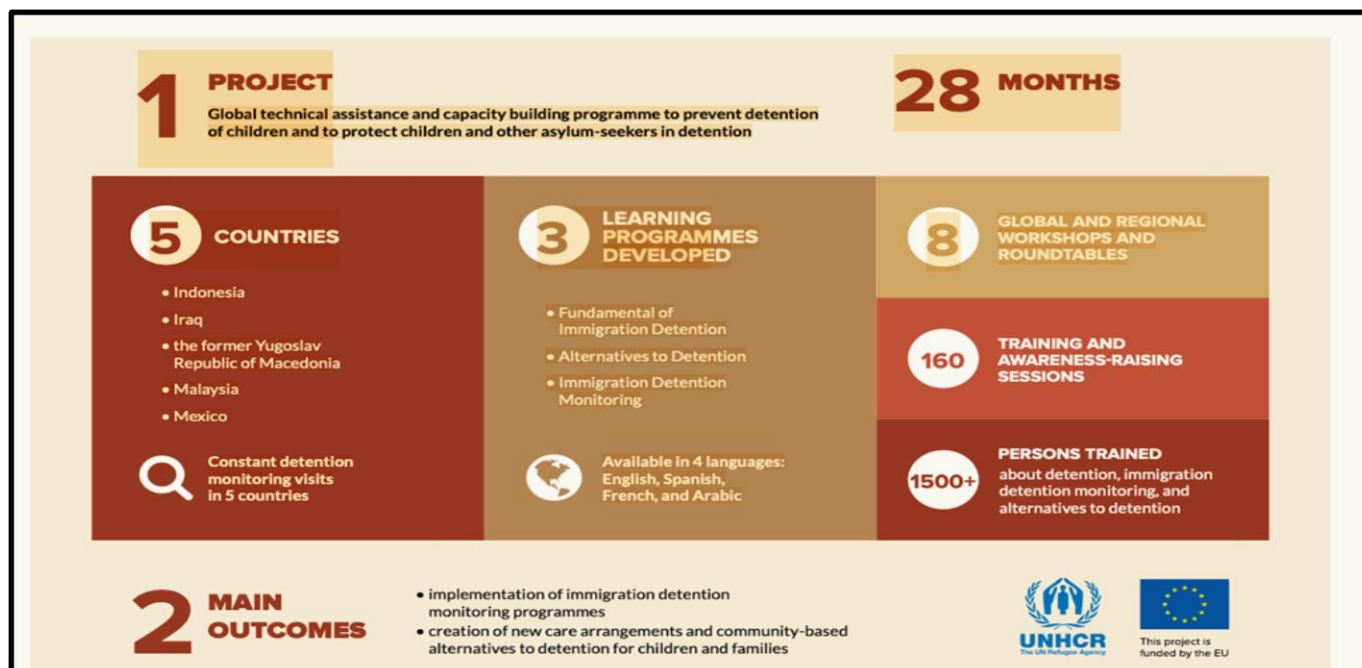 1 PROJECT
Global technical assistance and capacity building programme to prevent detention
of children and to protect children and other asylum-seekers in detention
28 MONTHS
5 COUNTRIES
• Indonesia
• Iraq
• the former Yugoslav
Republic of Macedonia
• Malaysia
• Mexico
Constant detention
monitoring visits
in 5 countries
3 LEARNING
PROGRAMMES
DEVELOPED
• Fundamental of
Immigration Detention
• Alternatives to Detention
• Immigration Detention
Monitoring
Available in 4 languages:
English, Spanish,
French, and Arabic
8 GLOBAL AND REGIONAL
WORKSHOPS AND
ROUNDTABLES
160 TRAINING AND
AWARENESS-RAISING
SESSIONS
1500+ PERSONS TRAINED
about detention, immigration
detention monitoring, and
alternatives to detention
2 MAIN
OUTCOMES
• implementation of immigration detention
monitoring programmes
• creation of new care arrangements and community-based
alternatives to detention for children and families
UNHCR
The UN Refugee Agency
This project is
funded by the EU